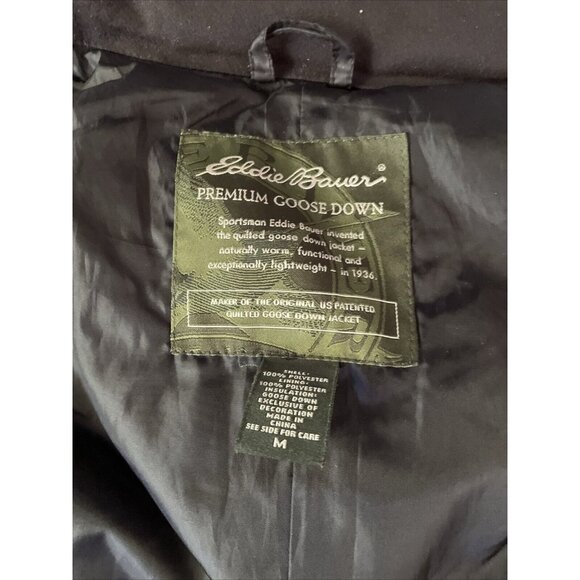 Eddie Bauer®
PREMIUM GOOSE DOWN
Sportsman Eddie Bauer invented
the quilted goose down jacket –
naturally warm, functional and
exceptionally lightweight – in 1936.
MAKER OF THE ORIGINAL US PATENTED
QUILTED GOOSE DOWN JACKET
SHELL:
100% POLYESTER
LINING:
100% POLYESTER
INSULATION:
GOOSE DOWN
EXCLUSIVE OF
DECORATION
MADE IN
CHINA
SEE SIDE FOR CARE
M